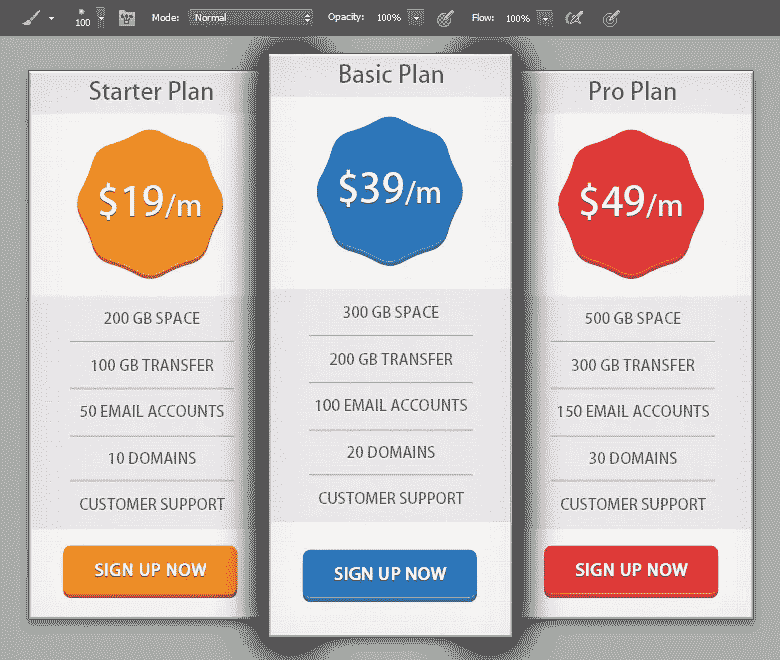 100 Mode: Normal Opacity: 100% Flow: 100%
Starter Plan
$19/m
200 GB SPACE
100 GB TRANSFER
50 EMAIL ACCOUNTS
10 DOMAINS
CUSTOMER SUPPORT
SIGN UP NOW
Basic Plan
$39/m
300 GB SPACE
200 GB TRANSFER
100 EMAIL ACCOUNTS
20 DOMAINS
CUSTOMER SUPPORT
SIGN UP NOW
Pro Plan
$49/m
500 GB SPACE
300 GB TRANSFER
150 EMAIL ACCOUNTS
30 DOMAINS
CUSTOMER SUPPORT
SIGN UP NOW